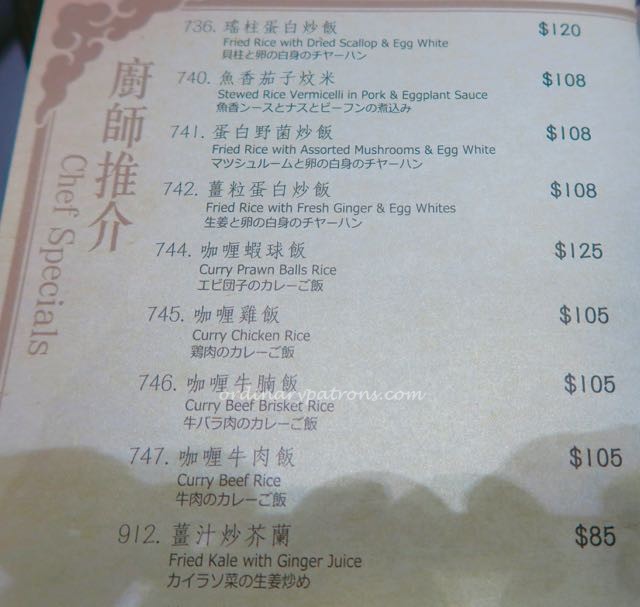 廚師推介
Chef Specials
736. 瑤柱蛋白炒飯 $120
Fried Rice with Dried Scallop & Egg White
貝柱と卵の白身のチヤーハン
740. 魚香茄子炆米 $108
Stewed Rice Vermicelli in Pork & Eggplant Sauce
魚香シースとナスとビーフンの煮込み
741. 蛋白野菌炒飯 $108
Fried Rice with Assorted Mushrooms & Egg White
マツシュルームと卵の白身のチヤーハン
742. 薑粒蛋白炒飯 $108
Fried Rice with Fresh Ginger & Egg Whites
生姜と卵の白身のチヤーハン
744. 咖喱蝦球飯 $125
Curry Prawn Balls Rice
エビ団子のカレーご飯
745. 咖喱雞飯 $105
Curry Chicken Rice
鶏肉のカレーご飯
746. 咖喱牛腩飯 $105
ordinarypatrons.com
Curry Beef Brisket Rice
牛バラ肉のカレーご飯
747. 咖喱牛肉飯 $105
Curry Beef Rice
牛肉のカレーご飯
912. 薑汁炒芥蘭 $85
Fried Kale with Ginger Juice
カイラソ菜の生姜炒め